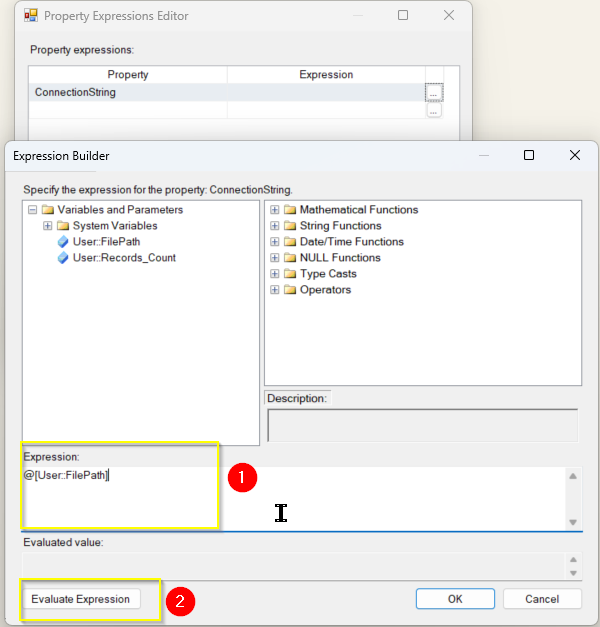 Property Expressions Editor
Property expressions:
Property Expression
ConnectionString ...
...
Expression Builder
Specify the expression for the property: ConnectionString.
Variables and Parameters
System Variables
User::FilePath
User::Records_Count
Mathematical Functions
String Functions
Date/Time Functions
NULL Functions
Type Casts
Operators
Description:
Expression:
@[User::FilePath]
1
Evaluated value:
Evaluate Expression
2
OK Cancel